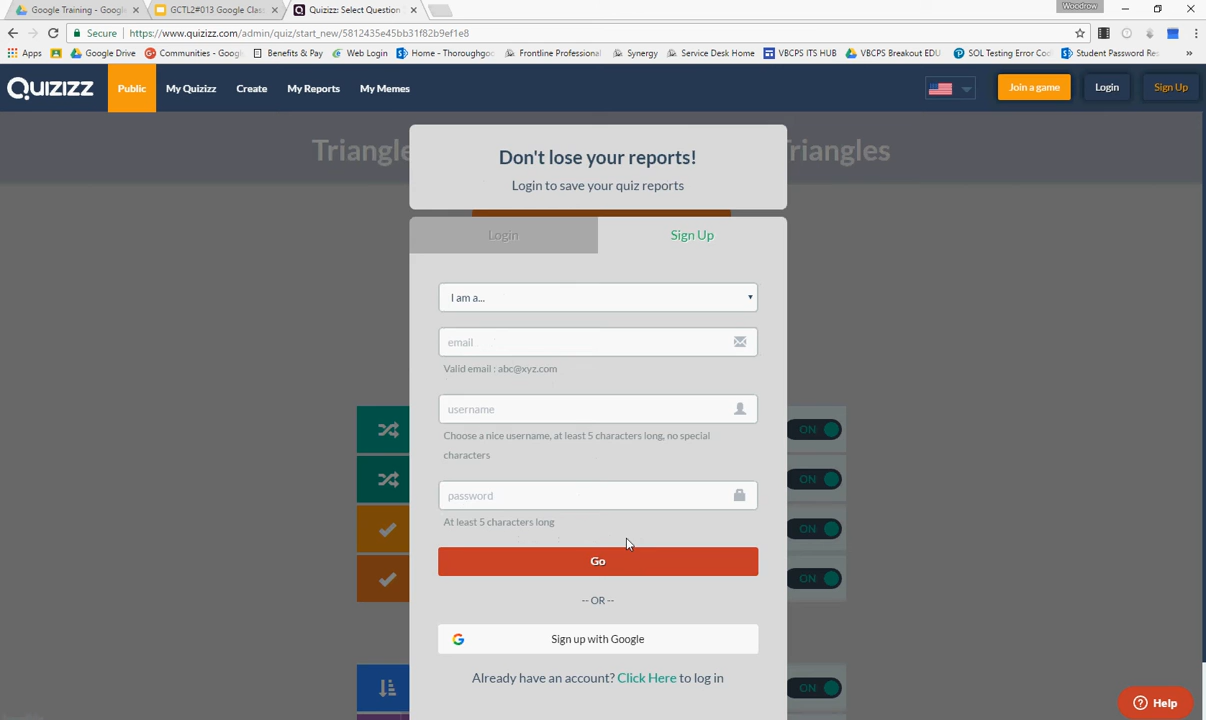 Google Training - Googl
GCTL2#013 Google Clas
Quizizz: Select Question
Woodrow
Secure
https://www.quizizz.com/admin/quiz/start_new/5812435e45bb31f82b9ef1e8
Apps
Google Drive
Communities - Googl
Benefits & Pay
Web Login
Home - Thoroughgoo
Frontline Professional
Synergy
Service Desk Home
VBCPS ITS HUB
VBCPS Breakout EDU
SOL Testing Error Cod
Student Password Re
QUIZIZZ
Public
My Quizizz
Create
My Reports
My Memes
Join a game
Login
Sign Up
Triangle
Triangles
Don't lose your reports!
Login to save your quiz reports
Login
Sign Up
I am a...
email
Valid email : abc@xyz.com
username
Choose a nice username, at least 5 characters long, no special
characters
password
At least 5 characters long
Go
-- OR --
Sign up with Google
Already have an account? Click Here to log in
ON
ON
ON
ON
ON
Help